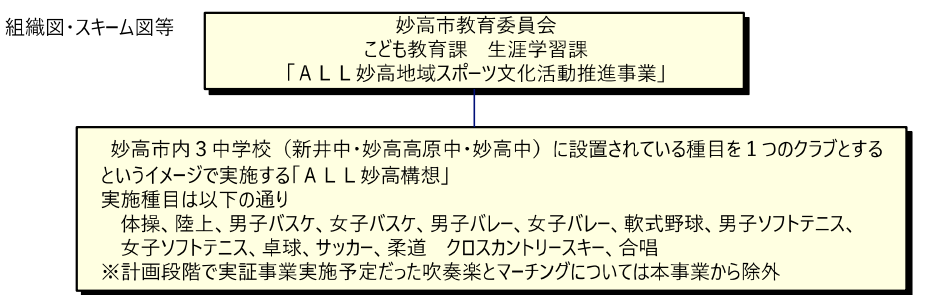 組織図・スキーム図等
妙高市教育委員会
こども教育課　生涯学習課
「ＡＬＬ妙高地域スポーツ文化活動推進事業」
妙高市内３中学校（新井中・妙高高原中・妙高中）に設置されている種目を１つのクラブとする
というイメージで実施する「ＡＬＬ妙高構想」
実施種目は以下の通り
体操、陸上、男子バスケ、女子バスケ、男子バレー、女子バレー、軟式野球、男子ソフトテニス、
女子ソフトテニス、卓球、サッカー、柔道　クロスカントリースキー、合唱
※計画段階で実証事業実施予定だった吹奏楽とマーチングについては本事業から除外